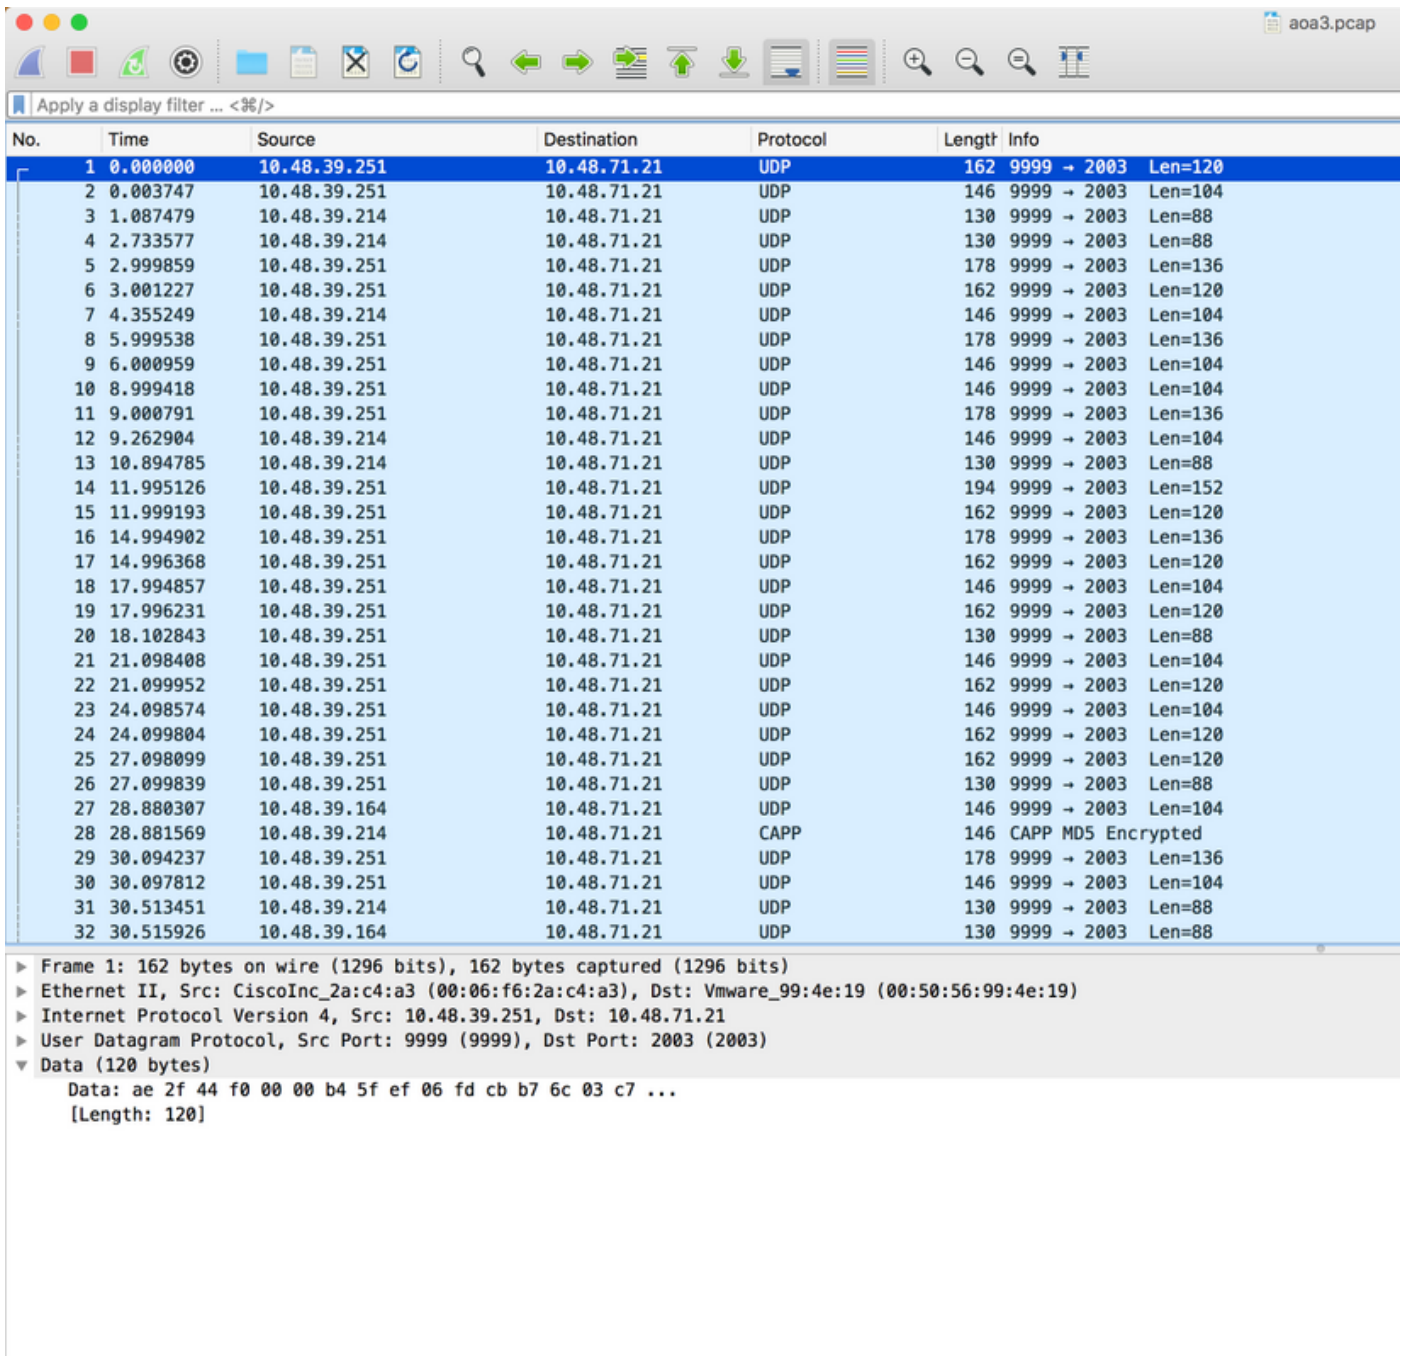 aoa3.pcap
Apply a display filter ... <⌘/>
No. Time Source Destination Protocol Length Info
1 0.000000 10.48.39.251 10.48.71.21 UDP 162 9999 → 2003 Len=120
2 0.003747 10.48.39.251 10.48.71.21 UDP 146 9999 → 2003 Len=104
3 1.087479 10.48.39.214 10.48.71.21 UDP 130 9999 → 2003 Len=88
4 2.733577 10.48.39.214 10.48.71.21 UDP 130 9999 → 2003 Len=88
5 2.999859 10.48.39.251 10.48.71.21 UDP 178 9999 → 2003 Len=136
6 3.001227 10.48.39.251 10.48.71.21 UDP 162 9999 → 2003 Len=120
7 4.355249 10.48.39.214 10.48.71.21 UDP 146 9999 → 2003 Len=104
8 5.999538 10.48.39.251 10.48.71.21 UDP 178 9999 → 2003 Len=136
9 6.000959 10.48.39.251 10.48.71.21 UDP 146 9999 → 2003 Len=104
10 8.999418 10.48.39.251 10.48.71.21 UDP 146 9999 → 2003 Len=104
11 9.000791 10.48.39.251 10.48.71.21 UDP 178 9999 → 2003 Len=136
12 9.262904 10.48.39.214 10.48.71.21 UDP 146 9999 → 2003 Len=104
13 10.894785 10.48.39.214 10.48.71.21 UDP 130 9999 → 2003 Len=88
14 11.995126 10.48.39.251 10.48.71.21 UDP 194 9999 → 2003 Len=152
15 11.999193 10.48.39.251 10.48.71.21 UDP 162 9999 → 2003 Len=120
16 14.994902 10.48.39.251 10.48.71.21 UDP 178 9999 → 2003 Len=136
17 14.996368 10.48.39.251 10.48.71.21 UDP 162 9999 → 2003 Len=120
18 17.994857 10.48.39.251 10.48.71.21 UDP 146 9999 → 2003 Len=104
19 17.996231 10.48.39.251 10.48.71.21 UDP 162 9999 → 2003 Len=120
20 18.102843 10.48.39.251 10.48.71.21 UDP 130 9999 → 2003 Len=88
21 21.098408 10.48.39.251 10.48.71.21 UDP 146 9999 → 2003 Len=104
22 21.099952 10.48.39.251 10.48.71.21 UDP 162 9999 → 2003 Len=120
23 24.098574 10.48.39.251 10.48.71.21 UDP 146 9999 → 2003 Len=104
24 24.099804 10.48.39.251 10.48.71.21 UDP 162 9999 → 2003 Len=120
25 27.098099 10.48.39.251 10.48.71.21 UDP 162 9999 → 2003 Len=120
26 27.099839 10.48.39.251 10.48.71.21 UDP 130 9999 → 2003 Len=88
27 28.880307 10.48.39.164 10.48.71.21 UDP 146 9999 → 2003 Len=104
28 28.881569 10.48.39.214 10.48.71.21 CAPP 146 CAPP MD5 Encrypted
29 30.094237 10.48.39.251 10.48.71.21 UDP 178 9999 → 2003 Len=136
30 30.097812 10.48.39.251 10.48.71.21 UDP 146 9999 → 2003 Len=104
31 30.513451 10.48.39.214 10.48.71.21 UDP 130 9999 → 2003 Len=88
32 30.515926 10.48.39.164 10.48.71.21 UDP 130 9999 → 2003 Len=88
Frame 1: 162 bytes on wire (1296 bits), 162 bytes captured (1296 bits)
Ethernet II, Src: CiscoInc_2a:c4:a3 (00:06:f6:2a:c4:a3), Dst: Vmware_99:4e:19 (00:50:56:99:4e:19)
Internet Protocol Version 4, Src: 10.48.39.251, Dst: 10.48.71.21
User Datagram Protocol, Src Port: 9999 (9999), Dst Port: 2003 (2003)
Data (120 bytes)
Data: ae 2f 44 f0 00 00 b4 5f ef 06 fd cb b7 6c 03 c7 ...
[Length: 120]